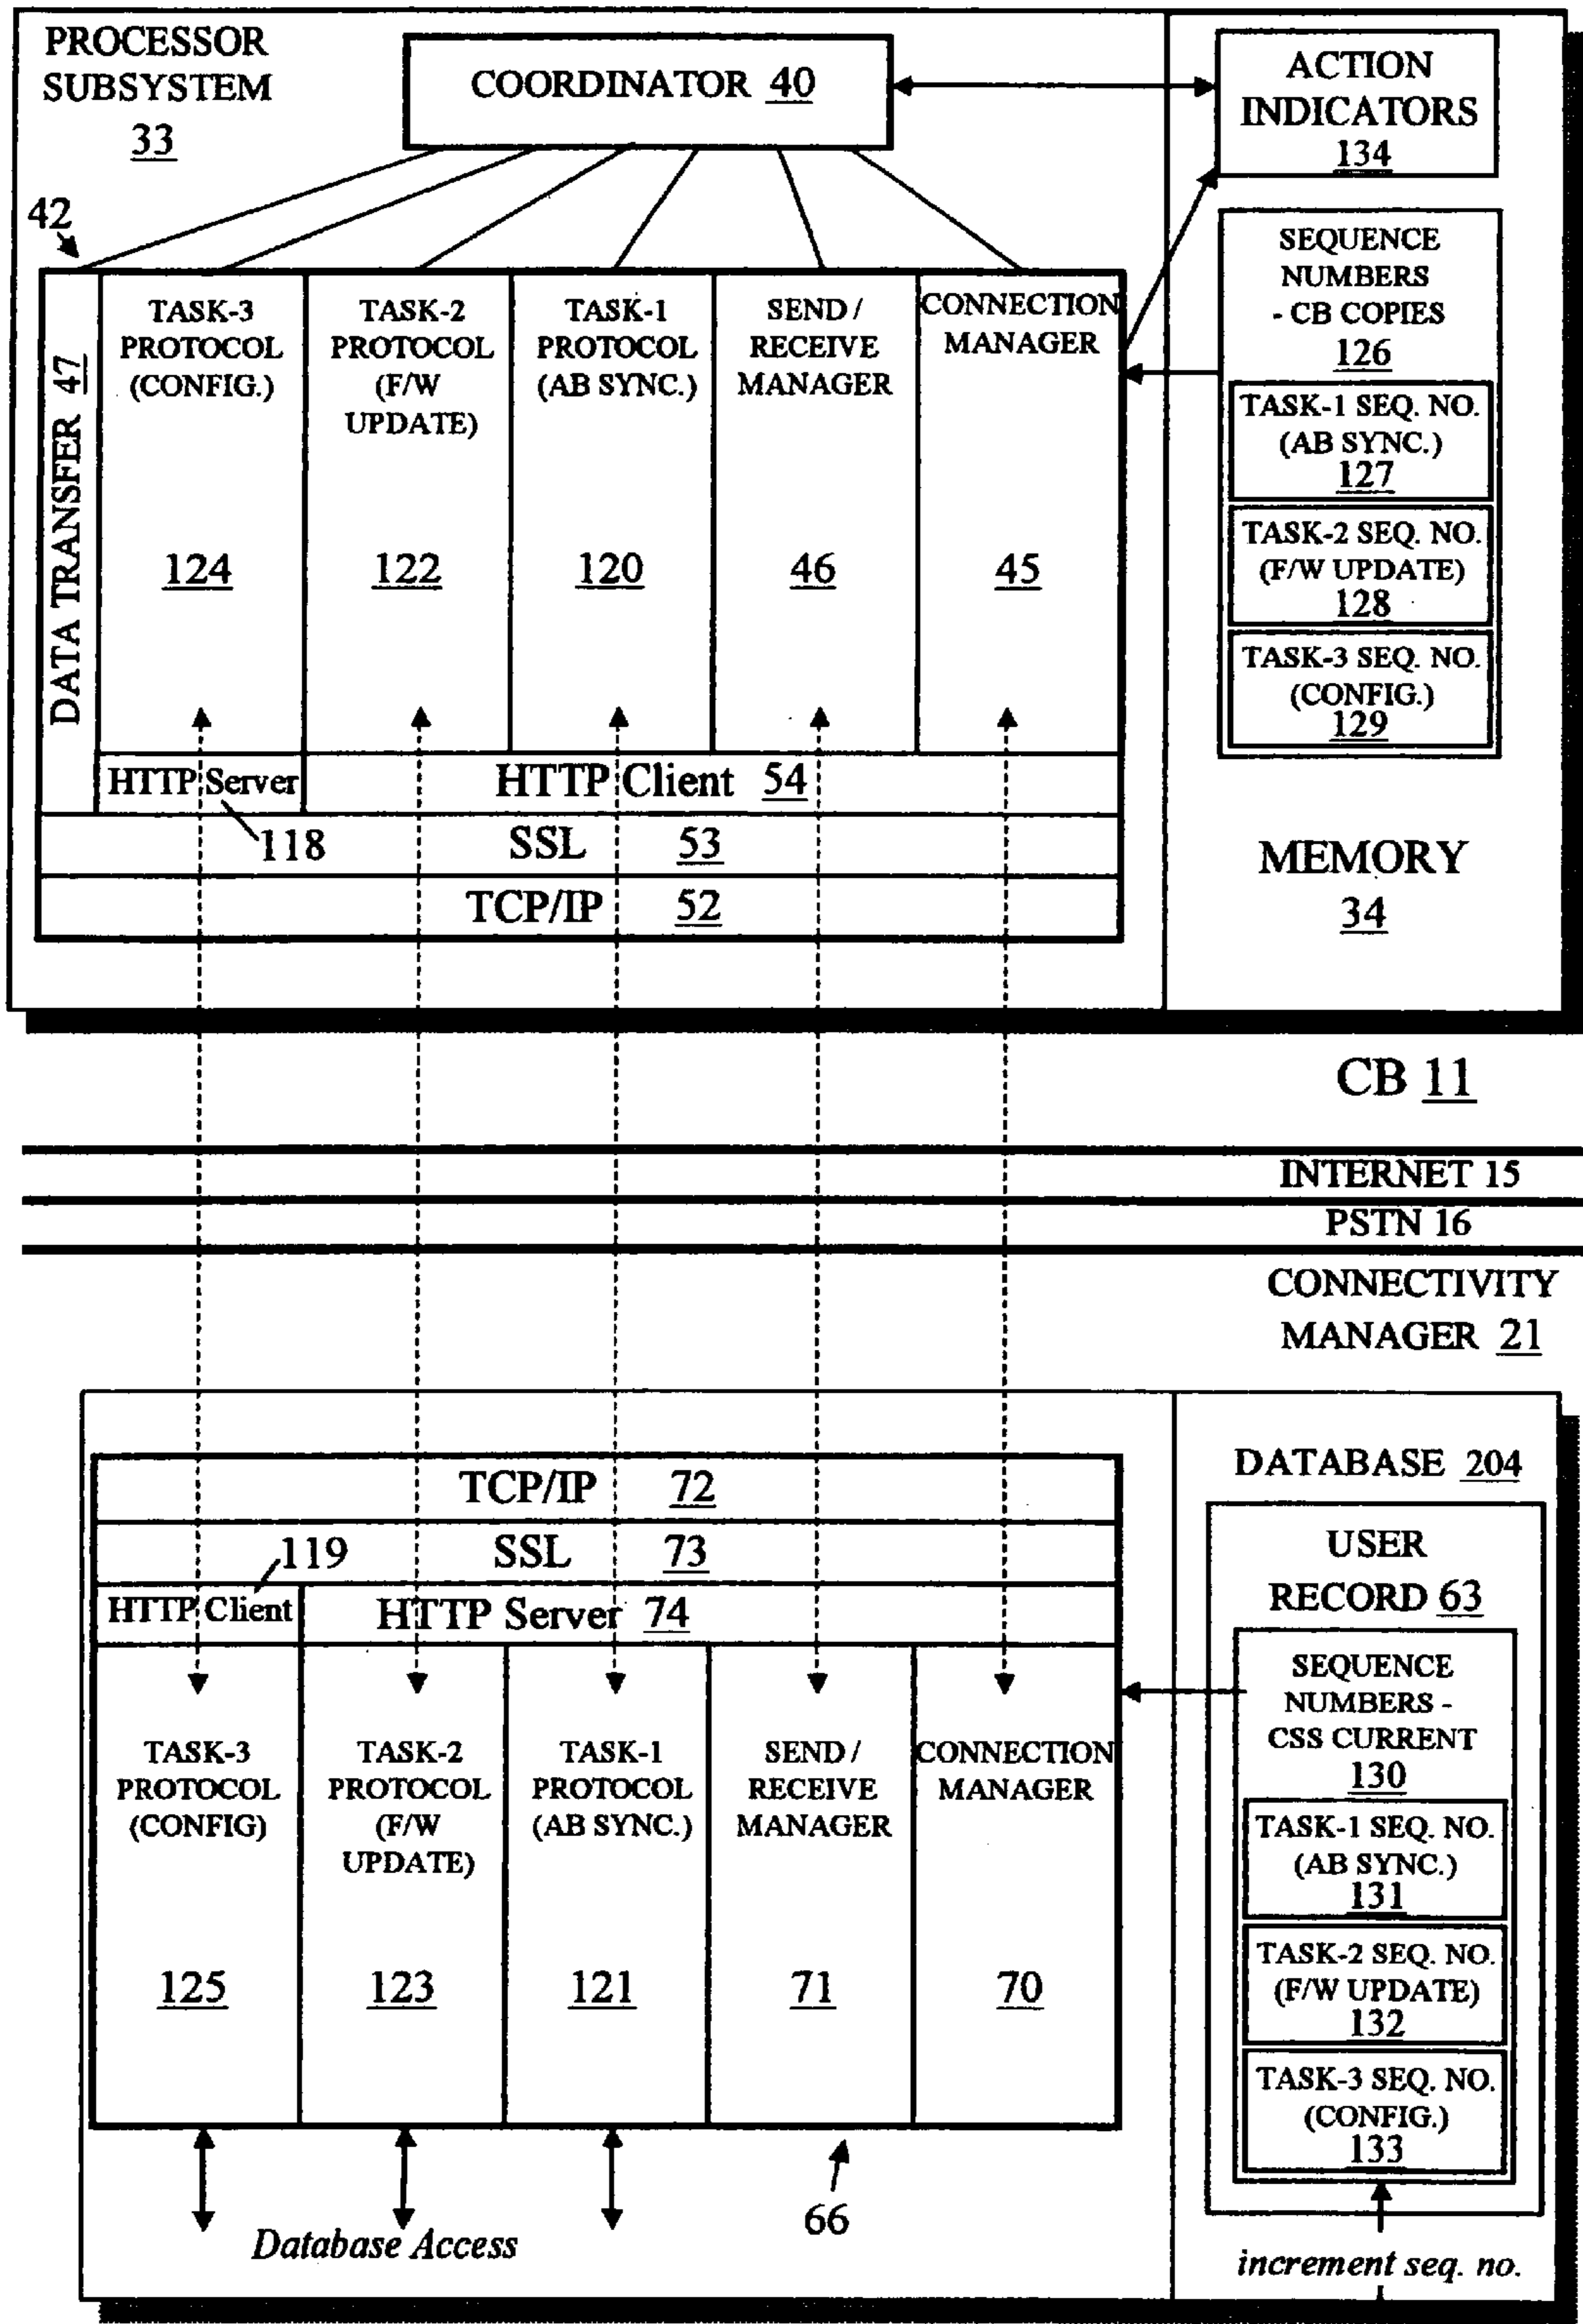 PROCESSOR
SUBSYSTEM
33
COORDINATOR 40
ACTION
INDICATORS
134
42
DATA TRANSFER 47
TASK-3
PROTOCOL
(CONFIG.)
124
TASK-2
PROTOCOL
(F/W
UPDATE)
122
TASK-1
PROTOCOL
(AB SYNC.)
120
SEND /
RECEIVE
MANAGER
46
CONNECTION
MANAGER
45
SEQUENCE
NUMBERS
- CB COPIES
126
TASK-1 SEQ. NO.
(AB SYNC.)
127
TASK-2 SEQ. NO.
(F/W UPDATE)
128
TASK-3 SEQ. NO.
(CONFIG.)
129
HTTP Server
HTTP Client 54
118
SSL 53
TCP/IP 52
MEMORY
34
CB 11
INTERNET 15
PSTN 16
CONNECTIVITY
MANAGER 21
TCP/IP 72
119
SSL 73
HTTP Client
HTTP Server 74
TASK-3
PROTOCOL
(CONFIG)
125
TASK-2
PROTOCOL
(F/W
UPDATE)
123
TASK-1
PROTOCOL
(AB SYNC.)
121
SEND /
RECEIVE
MANAGER
71
CONNECTION
MANAGER
70
DATABASE 204
USER
RECORD 63
SEQUENCE
NUMBERS -
CSS CURRENT
130
TASK-1 SEQ. NO.
(AB SYNC.)
131
TASK-2 SEQ. NO.
(F/W UPDATE)
132
TASK-3 SEQ. NO.
(CONFIG.)
133
66
Database Access
increment seq. no.